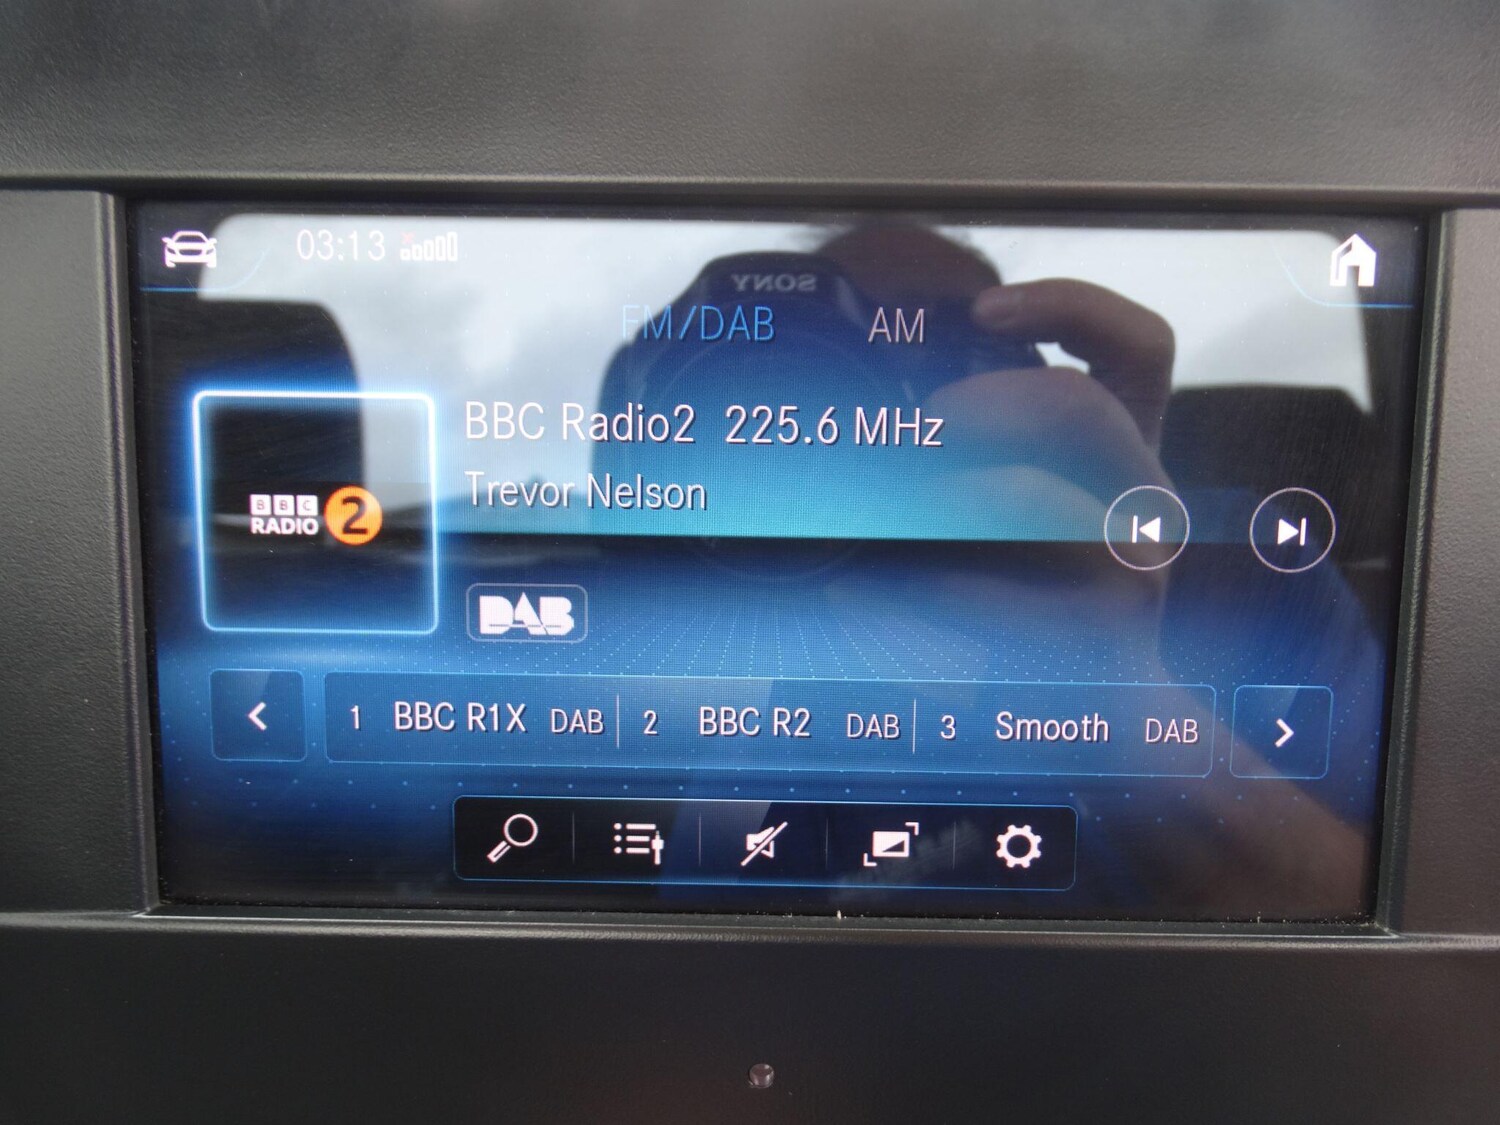 03:13
SONY
FM/DAB AM
BBC Radio2 225.6 MHz
Trevor Nelson
BBC
RADIO 2
DAB
1 BBC R1X DAB 2 BBC R2 DAB 3 Smooth DAB